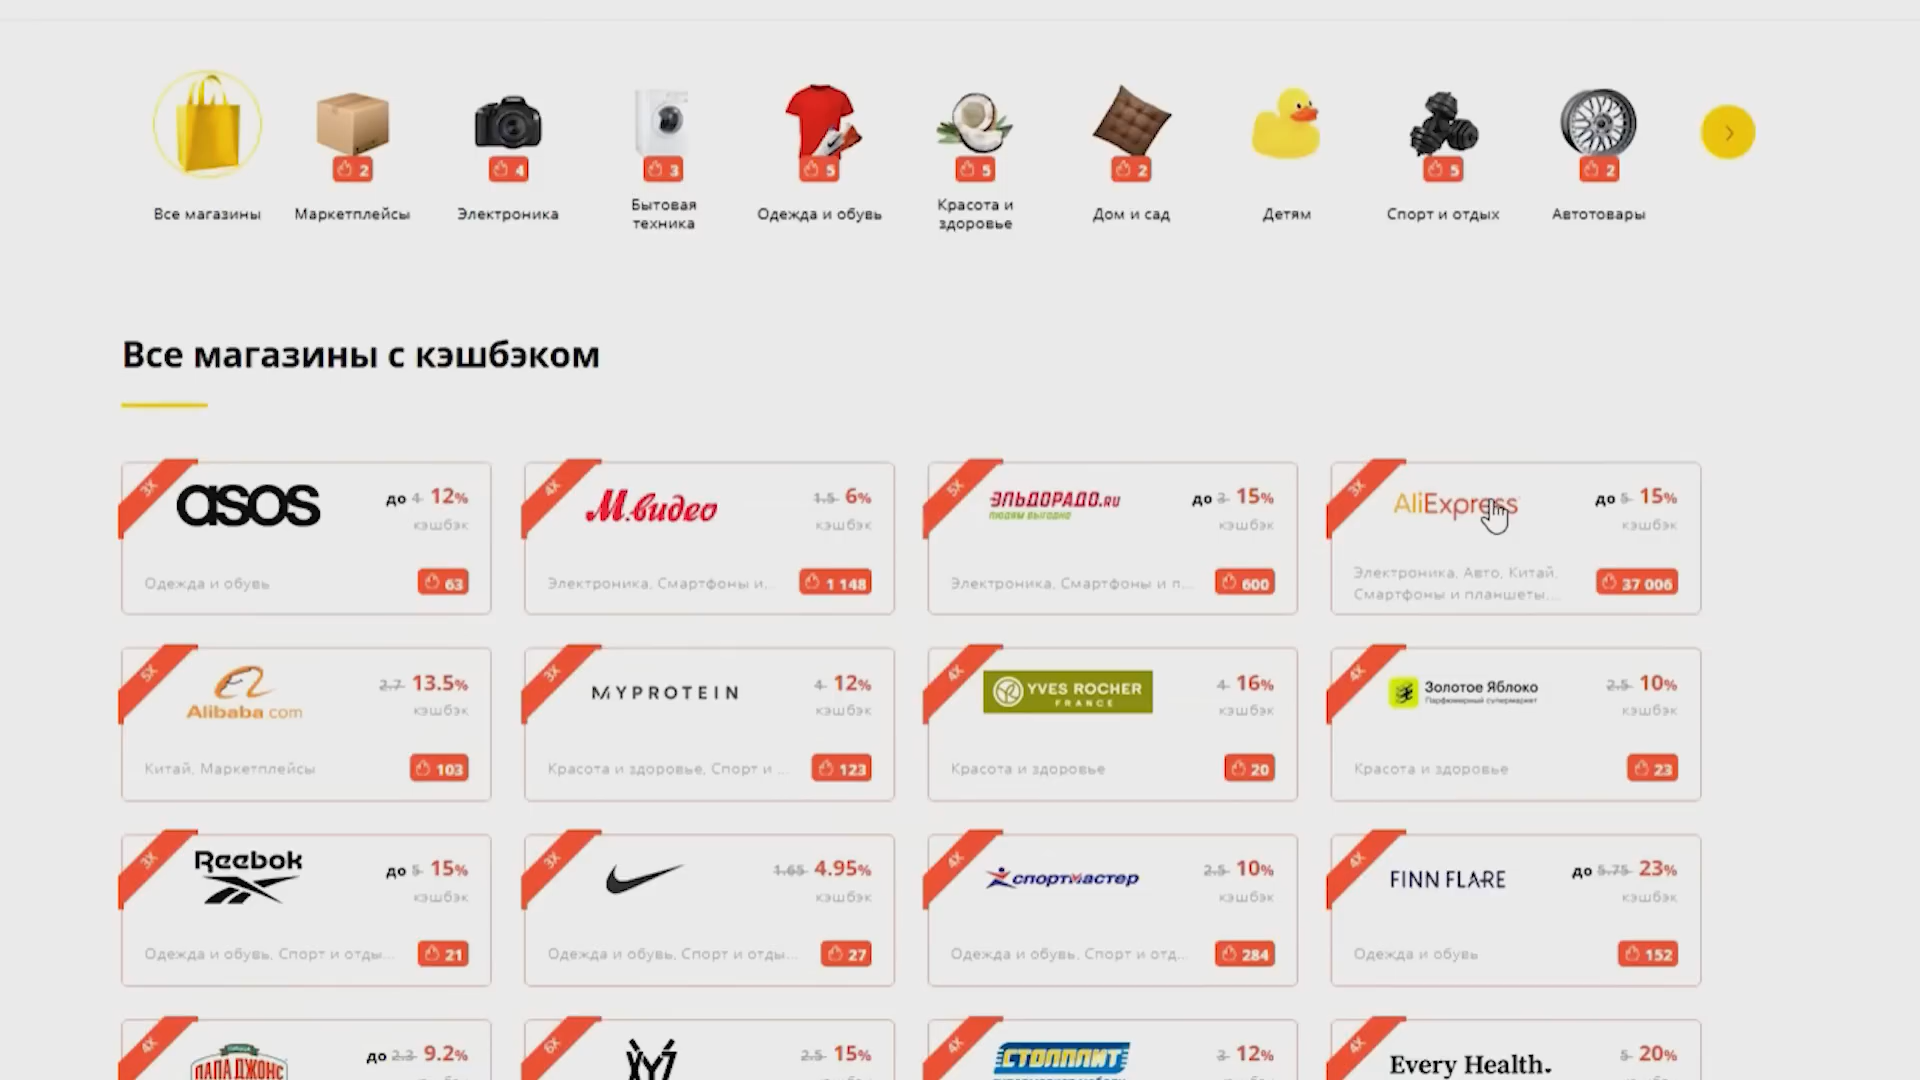 2
4
3
5
5
2
5
2
Все магазины
Маркетплейсы
Электроника
Бытовая
техника
Одежда и обувь
Красота и
здоровье
Дом и сад
Детям
Спорт и отдых
Автотовары
Все магазины с кэшбэком
3X
asos
до 4 12%
кэшбэк
Одежда и обувь
63
4X
М.видео
1.5 6%
кэшбэк
Электроника, Смартфоны и...
1 148
5X
ЭЛЬДОРАДО.RU
ЛЮДЯМ ВЫГОДНО
до 3 15%
кэшбэк
Электроника, Смартфоны и п...
600
3X
AliExpress
до 5 15%
кэшбэк
Электроника, Авто, Китай,
Смартфоны и планшеты,...
37 006
5X
Alibaba.com
2.7 13.5%
кэшбэк
Китай, Маркетплейсы
103
3X
MYPROTEIN
4 12%
кэшбэк
Красота и здоровье, Спорт и ...
123
4X
YVES ROCHER
FRANCE
4 16%
кэшбэк
Красота и здоровье
20
4X
Золотое Яблоко
Парфюмерный супермаркет
2.5 10%
кэшбэк
Красота и здоровье
23
3X
Reebok
до 5 15%
кэшбэк
Одежда и обувь, Спорт и отды...
21
3X
1.65 4.95%
кэшбэк
Одежда и обувь, Спорт и отды...
27
4X
спортмастер
2.5 10%
кэшбэк
Одежда и обувь, Спорт и отд...
284
4X
FINN FLARE
до 5.75 23%
кэшбэк
Одежда и обувь
152
4X
ПАПА ДЖОНС
до 2.3 9.2%
6X
2.5 15%
4X
СТОЛПЛИТ
3 12%
4X
Every Health.
5 20%